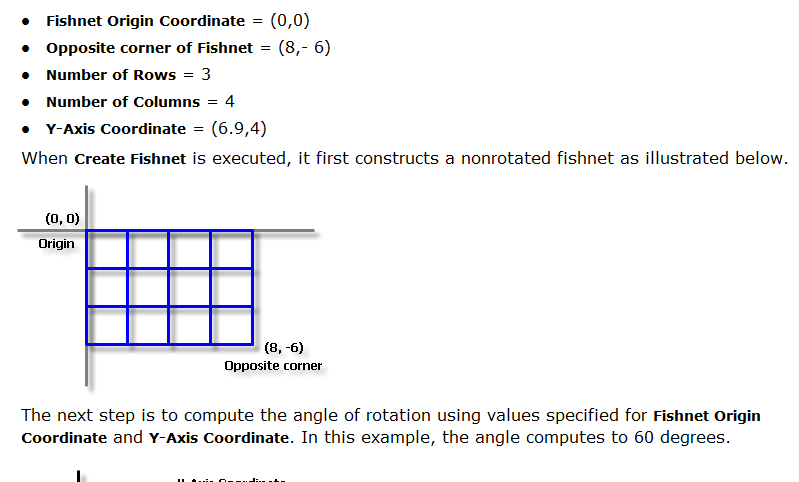 ● Fishnet Origin Coordinate = (0,0)
● Opposite corner of Fishnet = (8,- 6)
● Number of Rows = 3
● Number of Columns = 4
● Y-Axis Coordinate = (6.9,4)
When Create Fishnet is executed, it first constructs a nonrotated fishnet as illustrated below.
(0, 0)
Origin
(8, -6)
Opposite corner
The next step is to compute the angle of rotation using values specified for Fishnet Origin
Coordinate and Y-Axis Coordinate. In this example, the angle computes to 60 degrees.